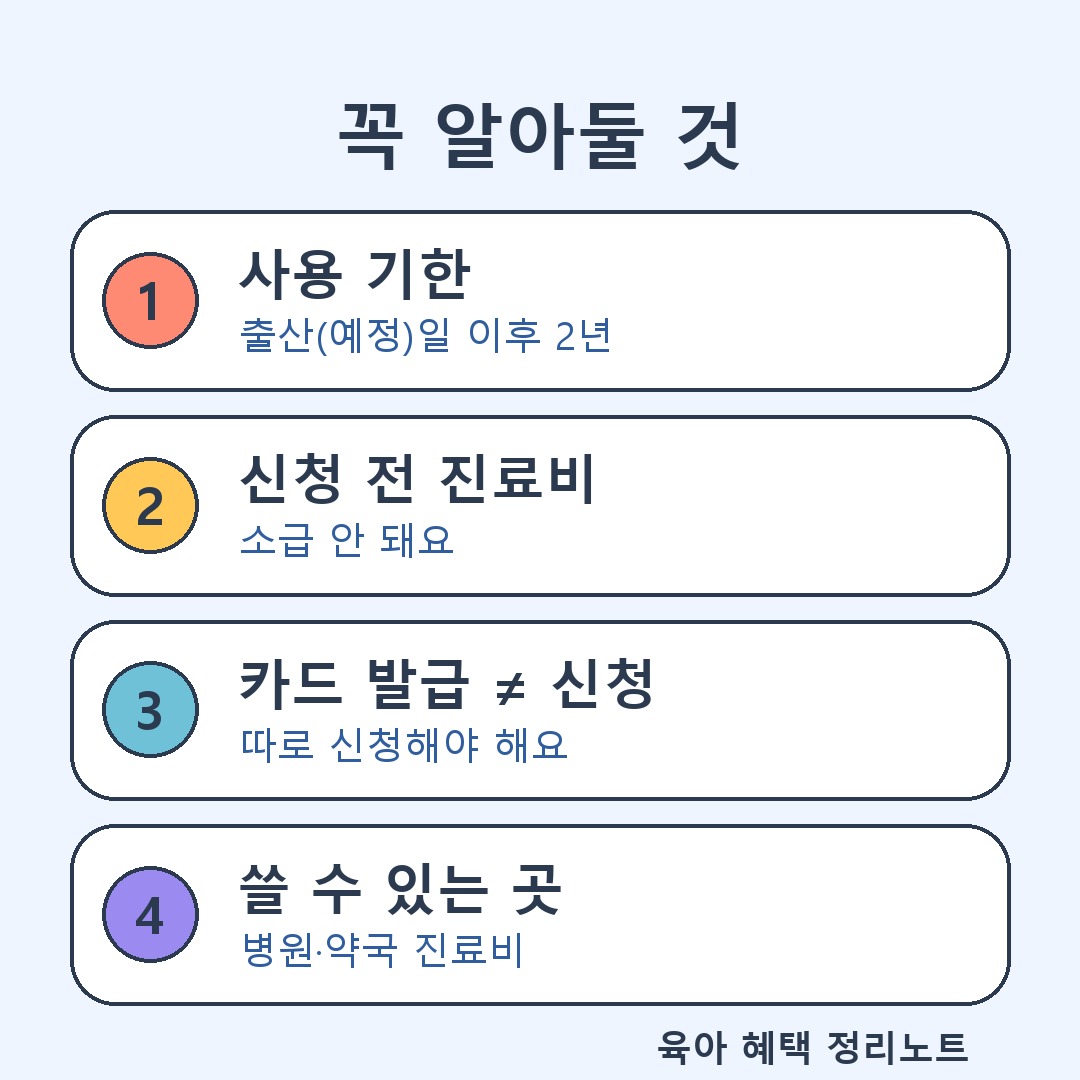 꼭 알아둘 것
1
사용 기한
출산(예정)일 이후 2년
2
신청 전 진료비
소급 안 돼요
3
카드 발급 ≠ 신청
따로 신청해야 해요
4
쓸 수 있는 곳
병원·약국 진료비
육아 혜택 정리노트